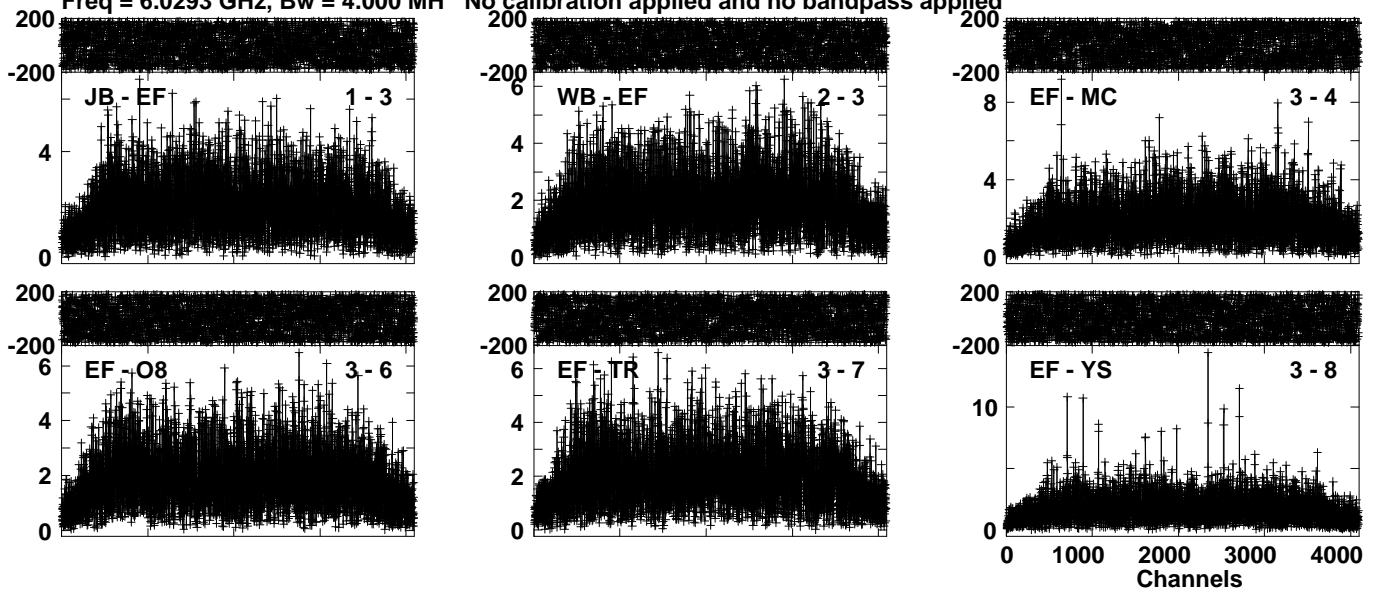 Freq = 6.0293 GHz, Bw = 4.000 MH No calibration applied and no bandpass applied
200 200 200
-200 -200 -200
JB - EF 1 - 3 6 WB - EF 2 - 3 EF - MC 3 - 4
8
4 4 4
2
0 0 0
200 200 200
-200 -200 -200
6 EF - O8 3 - 6 6 EF - TR 3 - 7 EF - YS 3 - 8
4 4 10
2 2
0 0 0
0 1000 2000 3000 4000
Channels